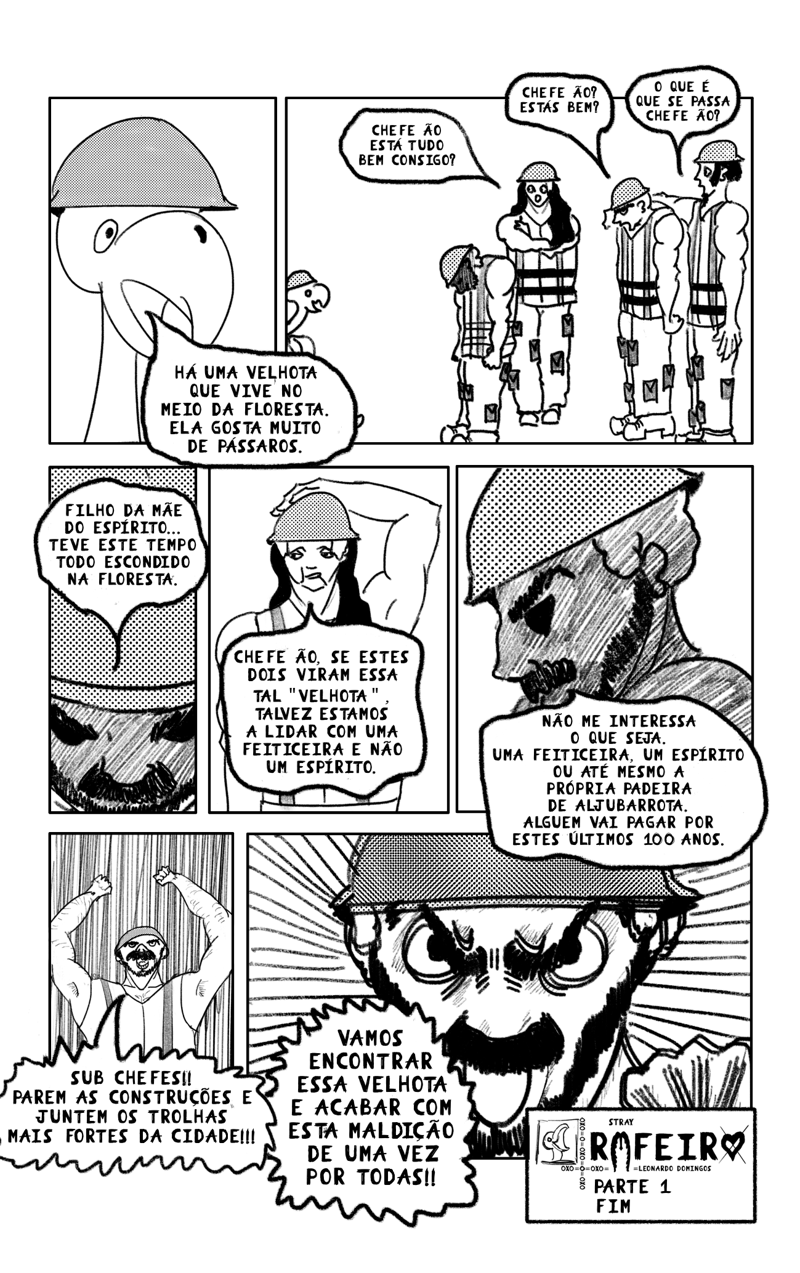 HÁ UMA VELHOTA
QUE VIVE NO
MEIO DA FLORESTA.
ELA GOSTA MUITO
DE PÁSSAROS.
CHEFE ÃO
ESTÁ TUDO
BEM CONSIGO?
CHEFE ÃO?
ESTÁS BEM?
O QUE É
QUE SE PASSA
CHEFE ÃO?
FILHO DA MÃE
DO ESPÍRITO...
TEVE ESTE TEMPO
TODO ESCONDIDO
NA FLORESTA.
CHEFE ÃO, SE ESTES
DOIS VIRAM ESSA
TAL "VELHOTA",
TALVEZ ESTAMOS
A LIDAR COM UMA
FEITICEIRA E NÃO
UM ESPÍRITO.
NÃO ME INTERESSA
O QUE SEJA.
UMA FEITICEIRA, UM ESPÍRITO
OU ATÉ MESMO A
PRÓPRIA PADEIRA
DE ALJUBARROTA.
ALGUEM VAI PAGAR POR
ESTES ÚLTIMOS 100 ANOS.
SUB CHEFES!!
PAREM AS CONSTRUÇÕES E
JUNTEM OS TROLHAS
MAIS FORTES DA CIDADE!!!
VAMOS
ENCONTRAR
ESSA VELHOTA
E ACABAR COM
ESTA MALDIÇÃO
DE UMA VEZ
POR TODAS!!
STRAY
RAFEIRO
=LEONARDO DOMINGOS
PARTE 1
FIM